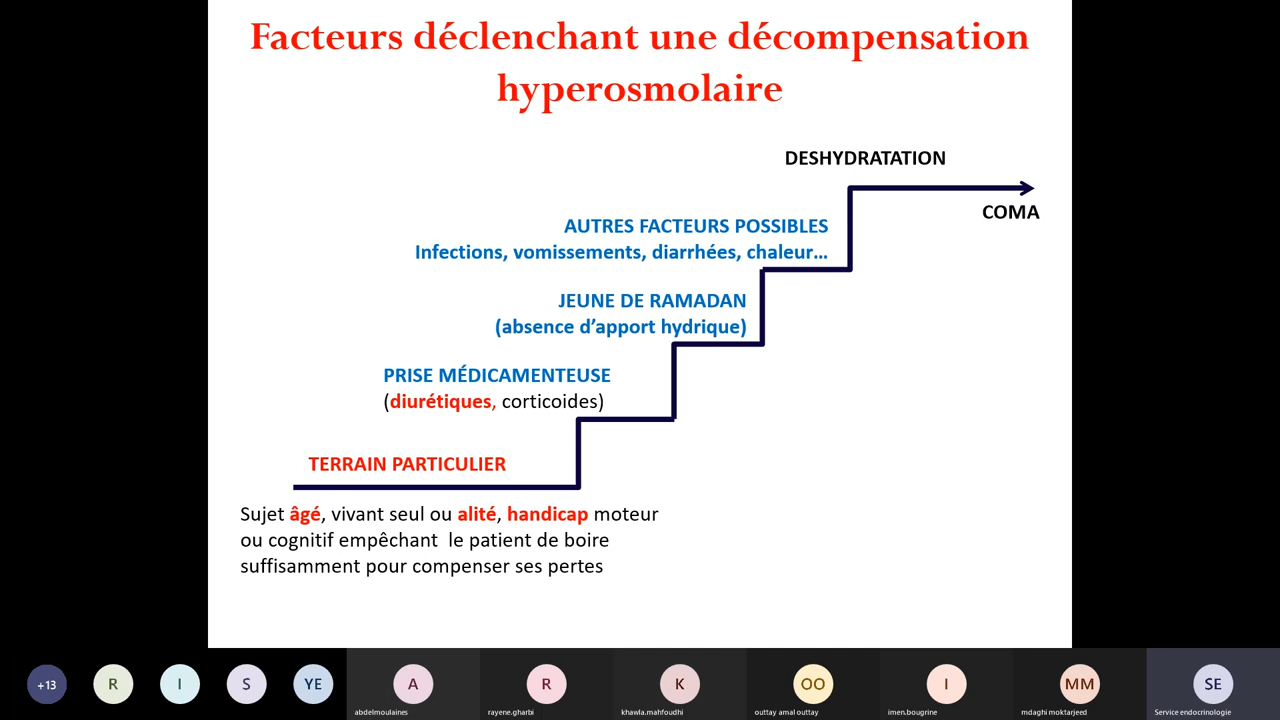 Facteurs déclenchant une décompensation
hyperosmolaire
DESHYDRATATION
COMA
AUTRES FACTEURS POSSIBLES
Infections, vomissements, diarrhées, chaleur...
JEUNE DE RAMADAN
(absence d’apport hydrique)
PRISE MÉDICAMENTEUSE
(diurétiques, corticoides)
TERRAIN PARTICULIER
Sujet âgé, vivant seul ou alité, handicap moteur
ou cognitif empêchant le patient de boire
suffisamment pour compenser ses pertes
+13
R
I
S
YE
A
R
K
OO
I
MM
SE
abdelmoulaines
rayene.gharbi
khawla.mahfoudhi
outtay amal outtay
imen.bougrine
mdaghi moktarjeed
Service endocrinologie